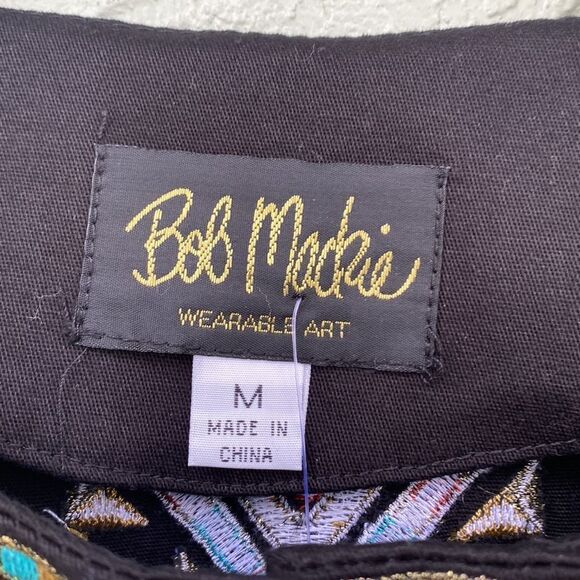 Bob Mackie
WEARABLE ART
M
MADE IN
CHINA